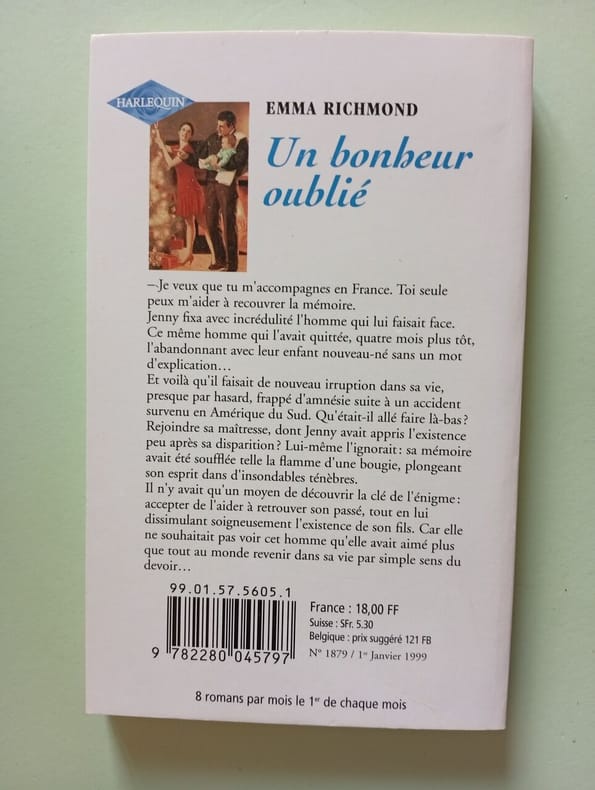 HARLEQUIN
EMMA RICHMOND
Un bonheur
oublié
–Je veux que tu m'accompagnes en France. Toi seule
peux m'aider à recouvrer la mémoire.
Jenny fixa avec incrédulité l'homme qui lui faisait face.
Ce même homme qui l'avait quittée, quatre mois plus tôt,
l'abandonnant avec leur enfant nouveau-né sans un mot
d'explication…
Et voilà qu'il faisait de nouveau irruption dans sa vie,
presque par hasard, frappé d'amnésie suite à un accident
survenu en Amérique du Sud. Qu'était-il allé faire là-bas?
Rejoindre sa maîtresse, dont Jenny avait appris l'existence
peu après sa disparition? Lui-même l'ignorait: sa mémoire
avait été soufflée telle la flamme d'une bougie, plongeant
son esprit dans d'insondables ténèbres.
Il n'y avait qu'un moyen de découvrir la clé de l'énigme:
accepter de l'aider à retrouver son passé, tout en lui
dissimulant soigneusement l'existence de son fils. Car elle
ne souhaitait pas voir cet homme qu'elle avait aimé plus
que tout au monde revenir dans sa vie par simple sens du
devoir…
99.01.57.5605.1
9 782280 045797
France : 18,00 FF
Suisse : SFr. 5.30
Belgique : prix suggéré 121 FB
N° 1879 / 1er Janvier 1999
8 romans par mois le 1er de chaque mois